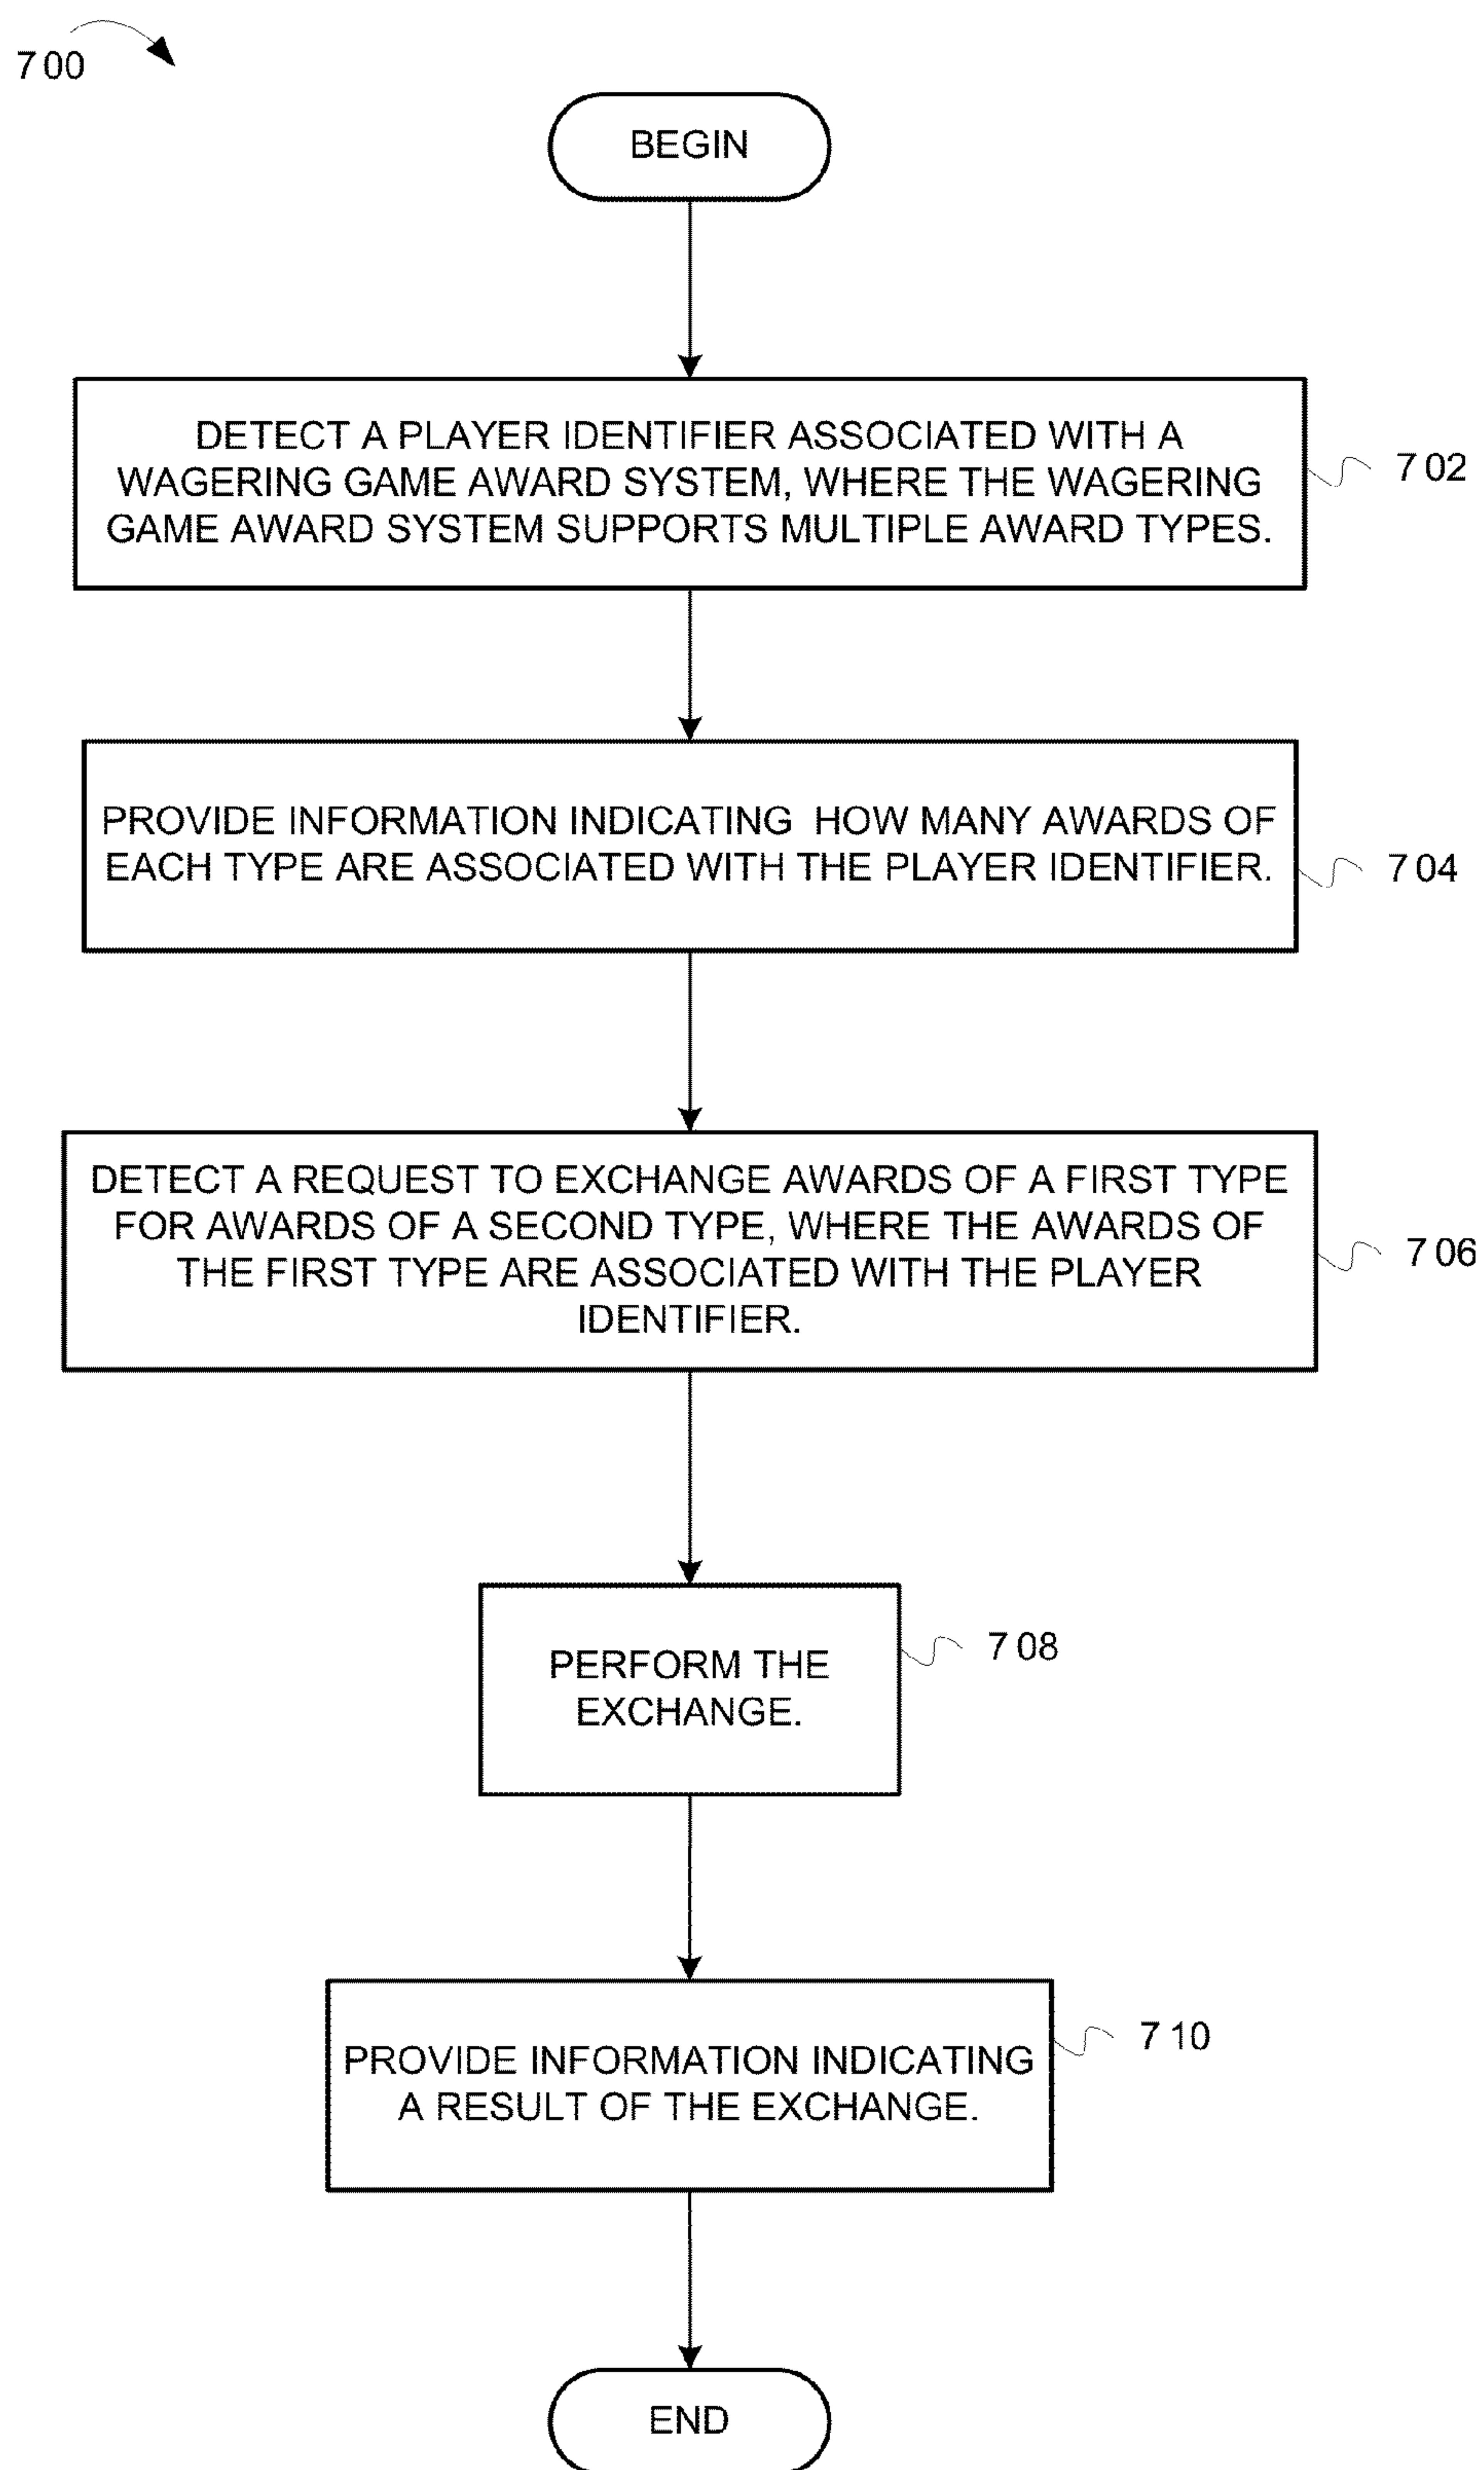 700
BEGIN
DETECT A PLAYER IDENTIFIER ASSOCIATED WITH A
WAGERING GAME AWARD SYSTEM, WHERE THE WAGERING
GAME AWARD SYSTEM SUPPORTS MULTIPLE AWARD TYPES.
702
PROVIDE INFORMATION INDICATING HOW MANY AWARDS OF
EACH TYPE ARE ASSOCIATED WITH THE PLAYER IDENTIFIER.
704
DETECT A REQUEST TO EXCHANGE AWARDS OF A FIRST TYPE
FOR AWARDS OF A SECOND TYPE, WHERE THE AWARDS OF
THE FIRST TYPE ARE ASSOCIATED WITH THE PLAYER
IDENTIFIER.
706
PERFORM THE
EXCHANGE.
708
PROVIDE INFORMATION INDICATING
A RESULT OF THE EXCHANGE.
710
END